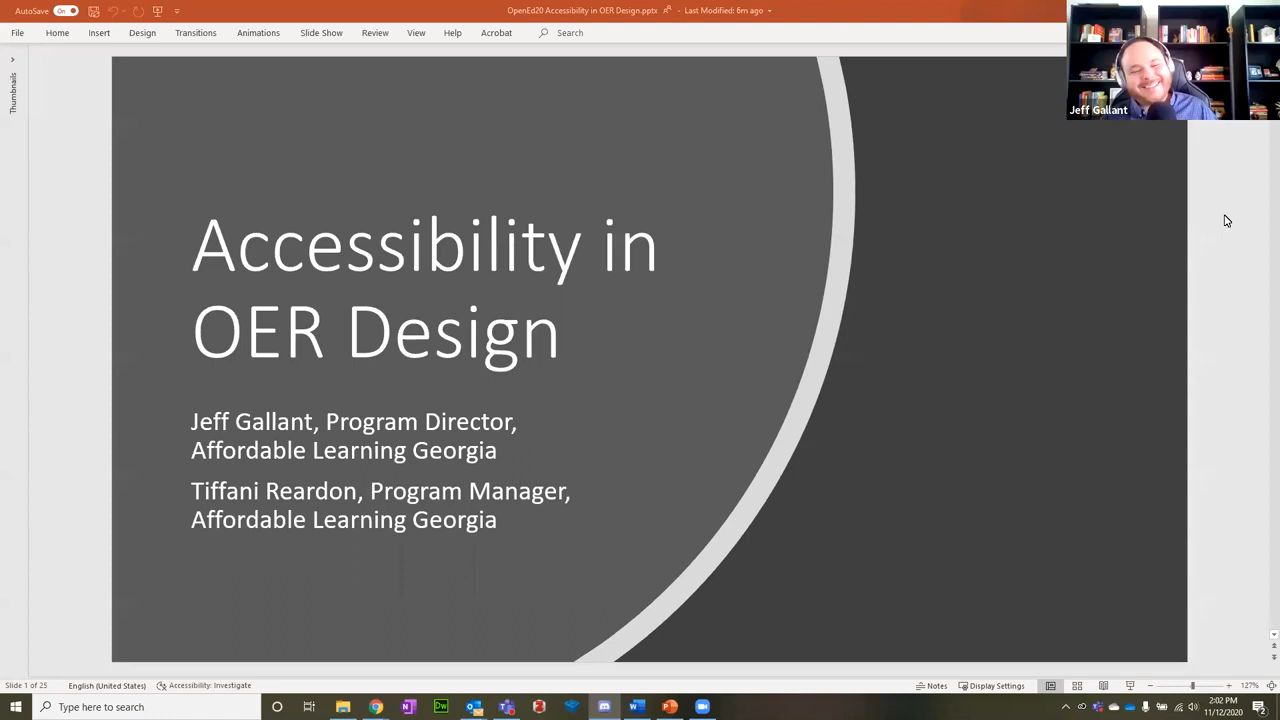 AutoSave On
OpenEd20 Accessibility in OER Design.pptx - Last Modified: 6m ago
File Home Insert Design Transitions Animations Slide Show Review View Help Acrobat Search
Thumbnails
Jeff Gallant
Accessibility in
OER Design
Jeff Gallant, Program Director,
Affordable Learning Georgia
Tiffani Reardon, Program Manager,
Affordable Learning Georgia
Slide 1 of 25 English (United States) Accessibility: Investigate Notes Display Settings 127%
Type here to search
2:02 PM
11/12/2020
2